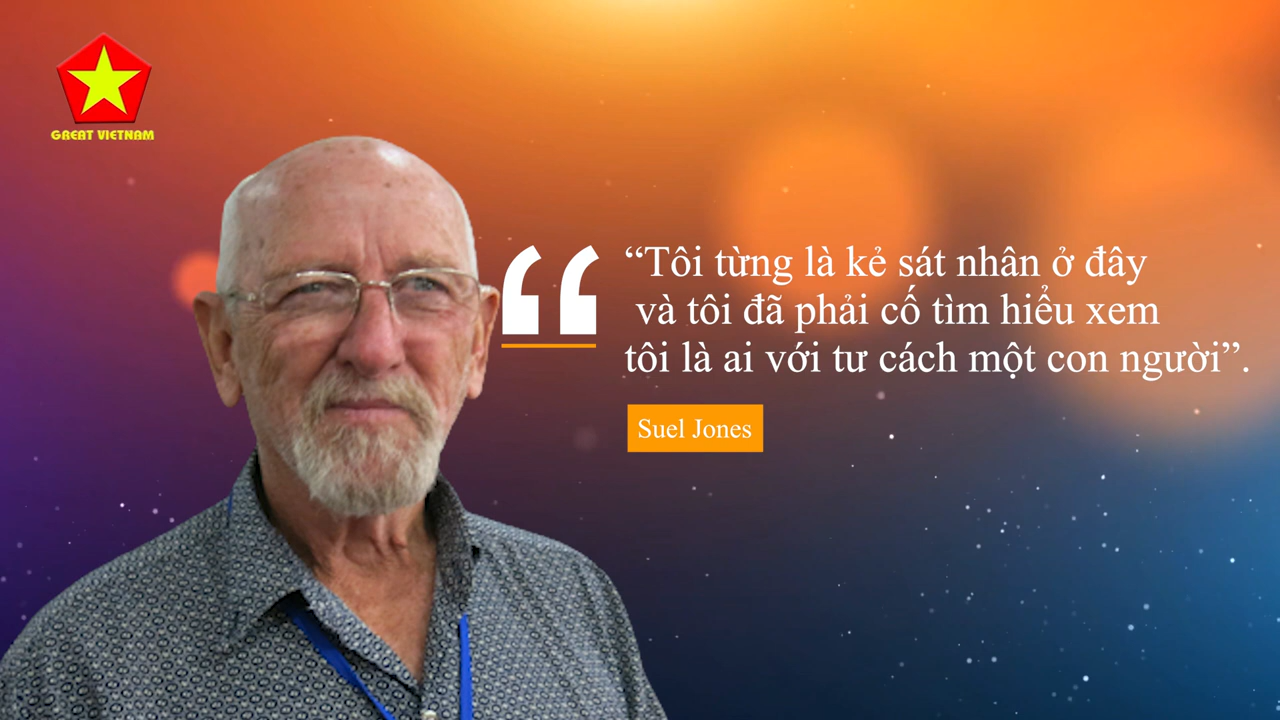 GREAT VIETNAM
“Tôi từng là kẻ sát nhân ở đây
và tôi đã phải cố tìm hiểu xem
tôi là ai với tư cách một con người”.
Suel Jones